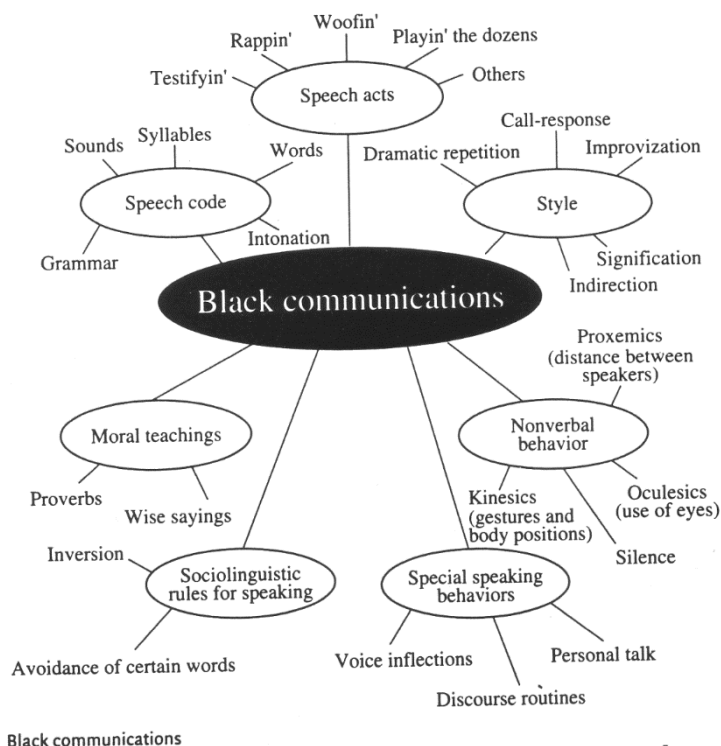 Woofin'
Rappin'
Playin' the dozens
Testifyin'
Others
Speech acts
Call-response
Syllables
Sounds
Words
Dramatic repetition
Improvization
Speech code
Style
Intonation
Grammar
Signification
Indirection
Black communications
Proxemics
(distance between
speakers)
Moral teachings
Nonverbal
behavior
Proverbs
Wise sayings
Kinesics
(gestures and
body positions)
Oculesics
(use of eyes)
Silence
Inversion
Sociolinguistic
rules for speaking
Special speaking
behaviors
Avoidance of certain words
Voice inflections
Personal talk
Discourse routines
Black communications